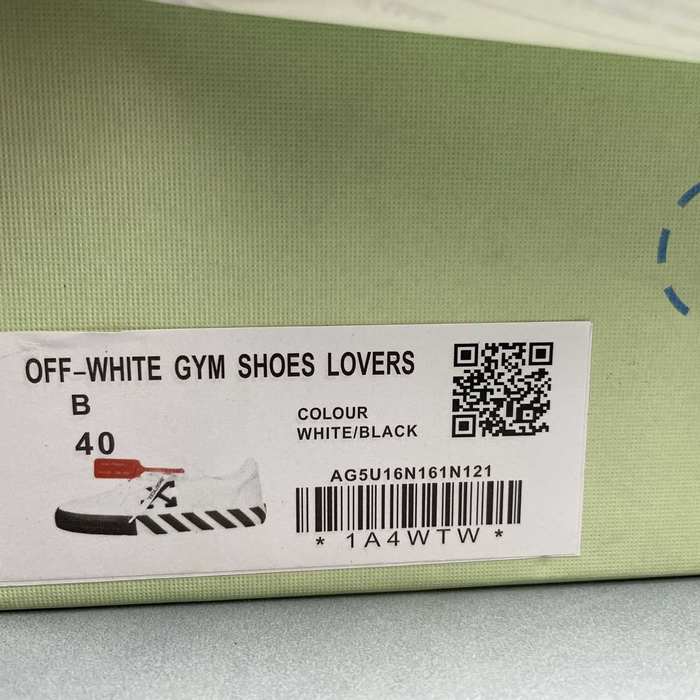 OFF-WHITE GYM SHOES LOVERS
B
40
COLOUR
WHITE/BLACK
AG5U16N161N121
* 1A4WTW *